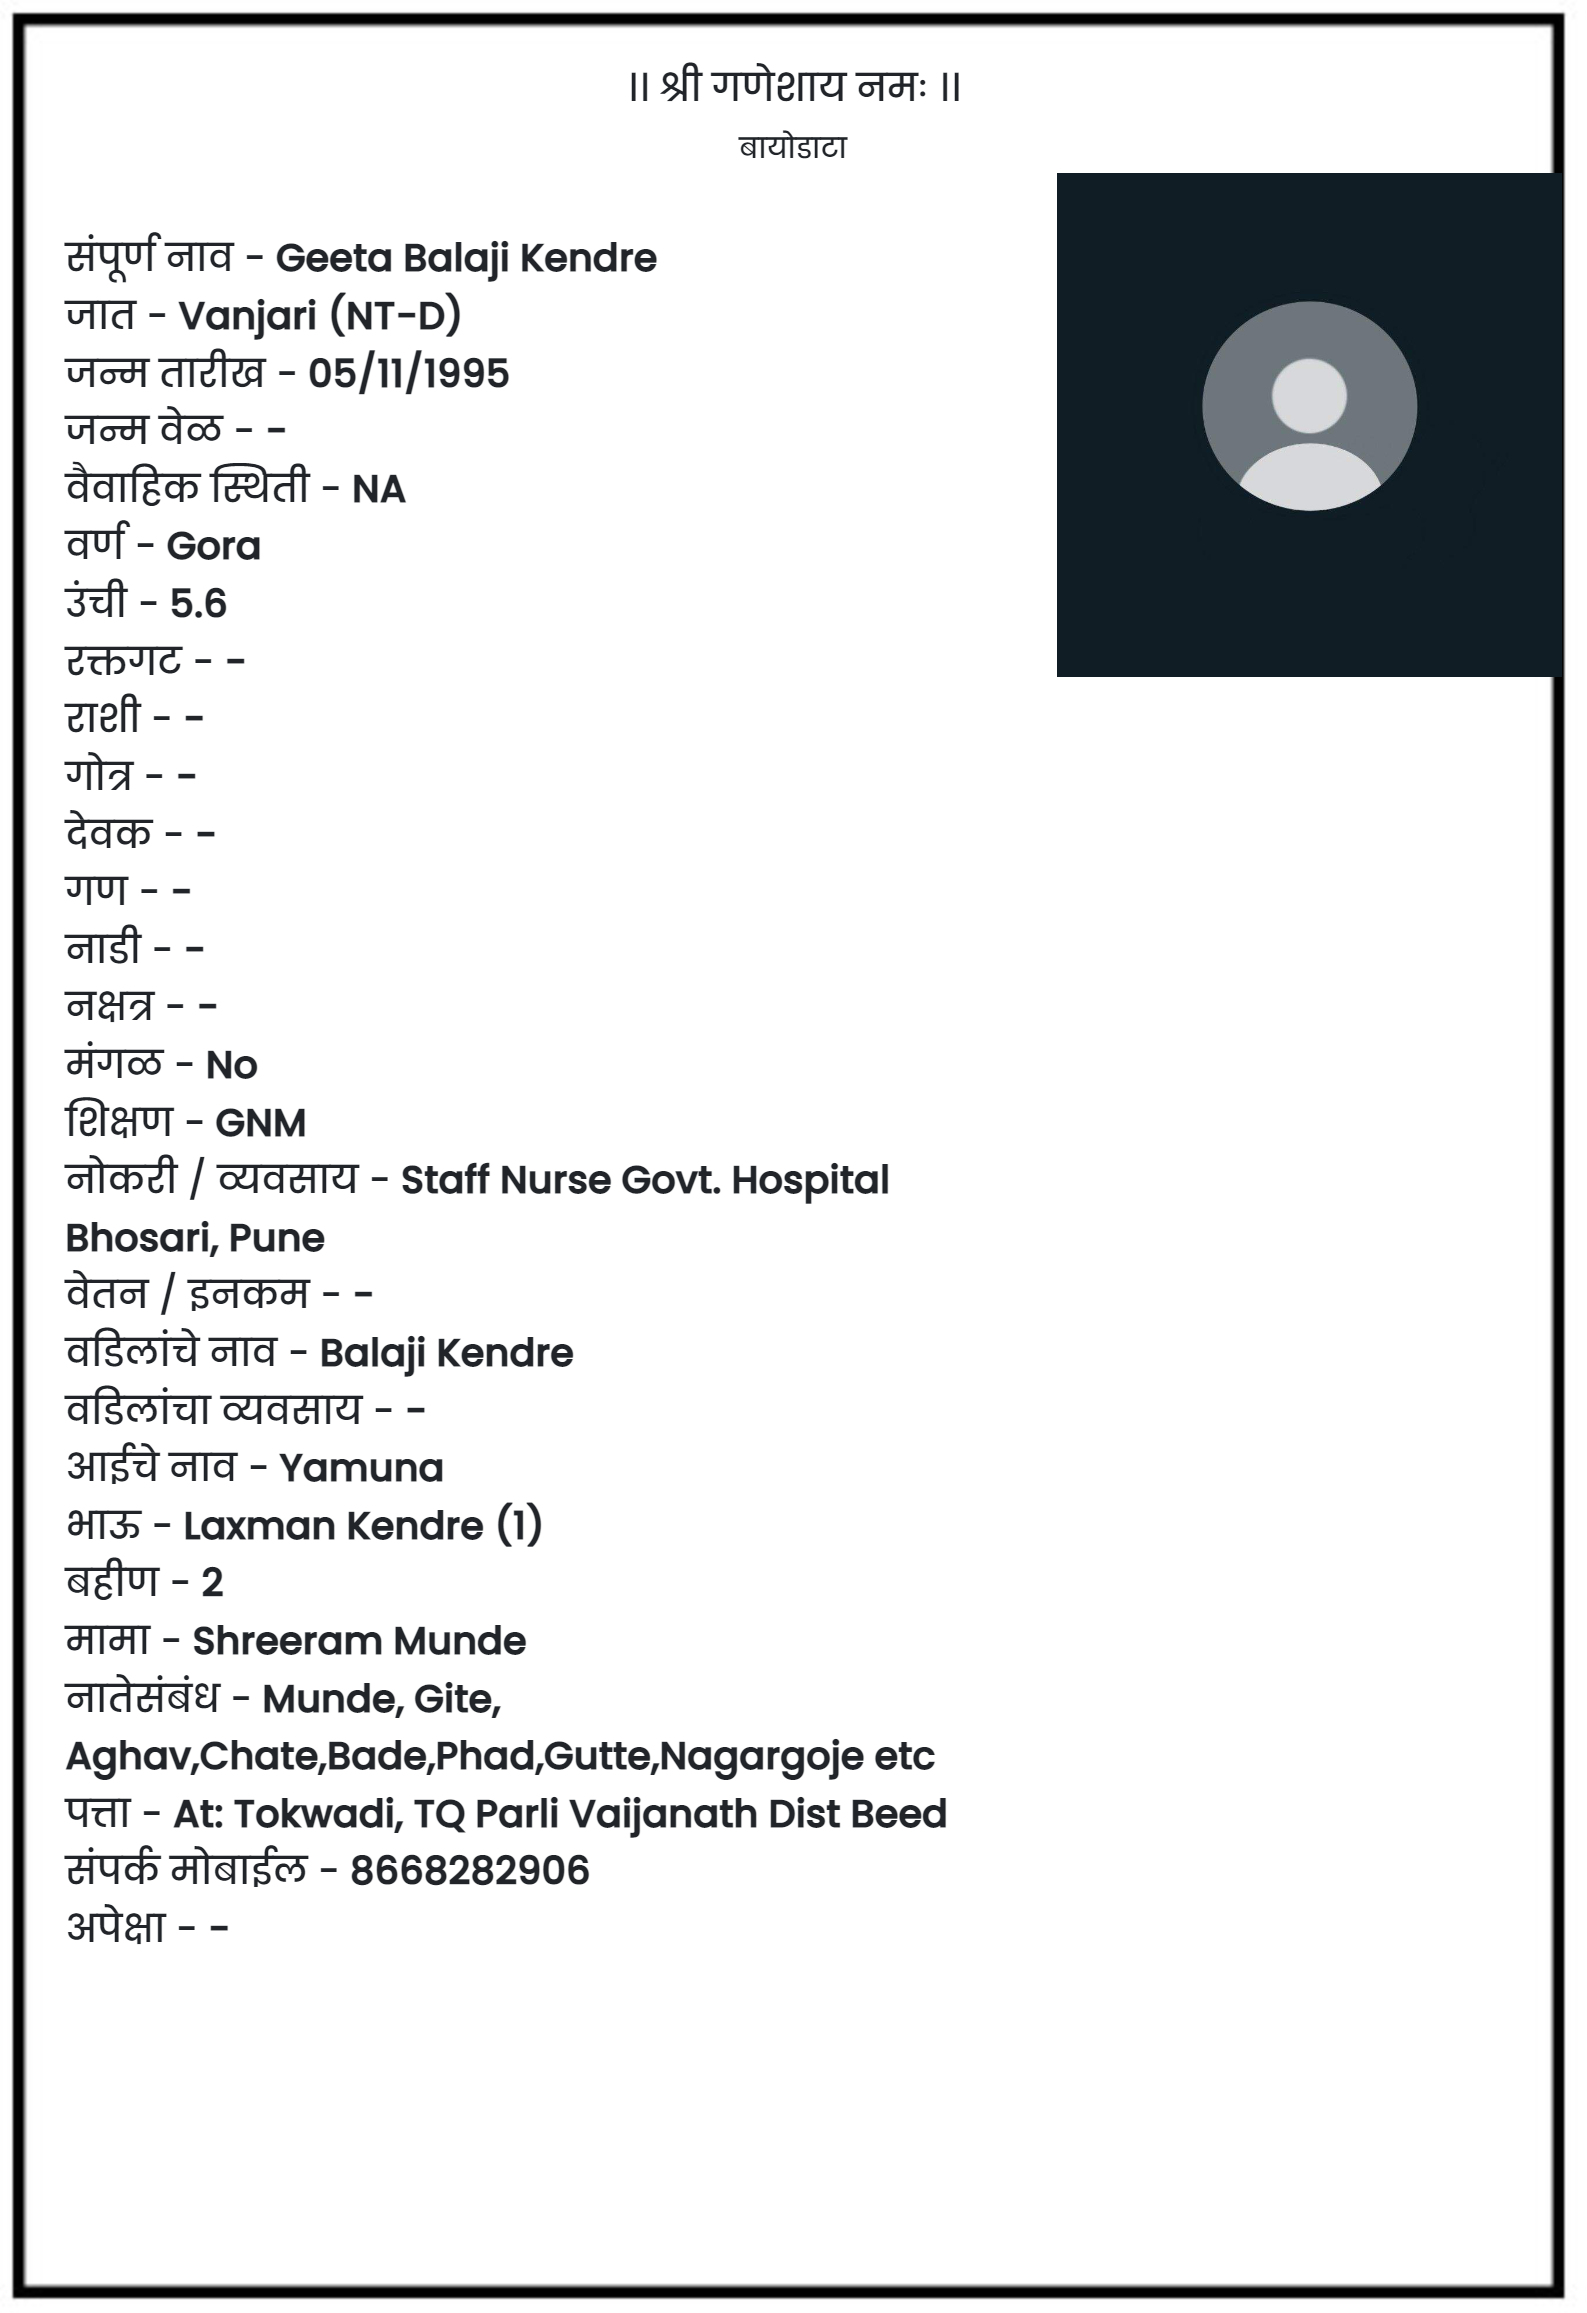 ॥ श्री गणेशाय नमः ॥
बायोडाटा
संपूर्ण नाव - Geeta Balaji Kendre
जात - Vanjari (NT-D)
जन्म तारीख - 05/11/1995
जन्म वेळ - -
वैवाहिक स्थिती - NA
वर्ण - Gora
उंची - 5.6
रक्तगट - -
राशी - -
गोत्र - -
देवक - -
गण - -
नाडी - -
नक्षत्र - -
मंगळ - No
शिक्षण - GNM
नोकरी / व्यवसाय - Staff Nurse Govt. Hospital
Bhosari, Pune
वेतन / इनकम - -
वडिलांचे नाव - Balaji Kendre
वडिलांचा व्यवसाय - -
आईचे नाव - Yamuna
भाऊ - Laxman Kendre (1)
बहीण - 2
मामा - Shreeram Munde
नातेसंबंध - Munde, Gite,
Aghav,Chate,Bade,Phad,Gutte,Nagargoje etc
पत्ता - At: Tokwadi, TQ Parli Vaijanath Dist Beed
संपर्क मोबाईल - 8668282906
अपेक्षा - -